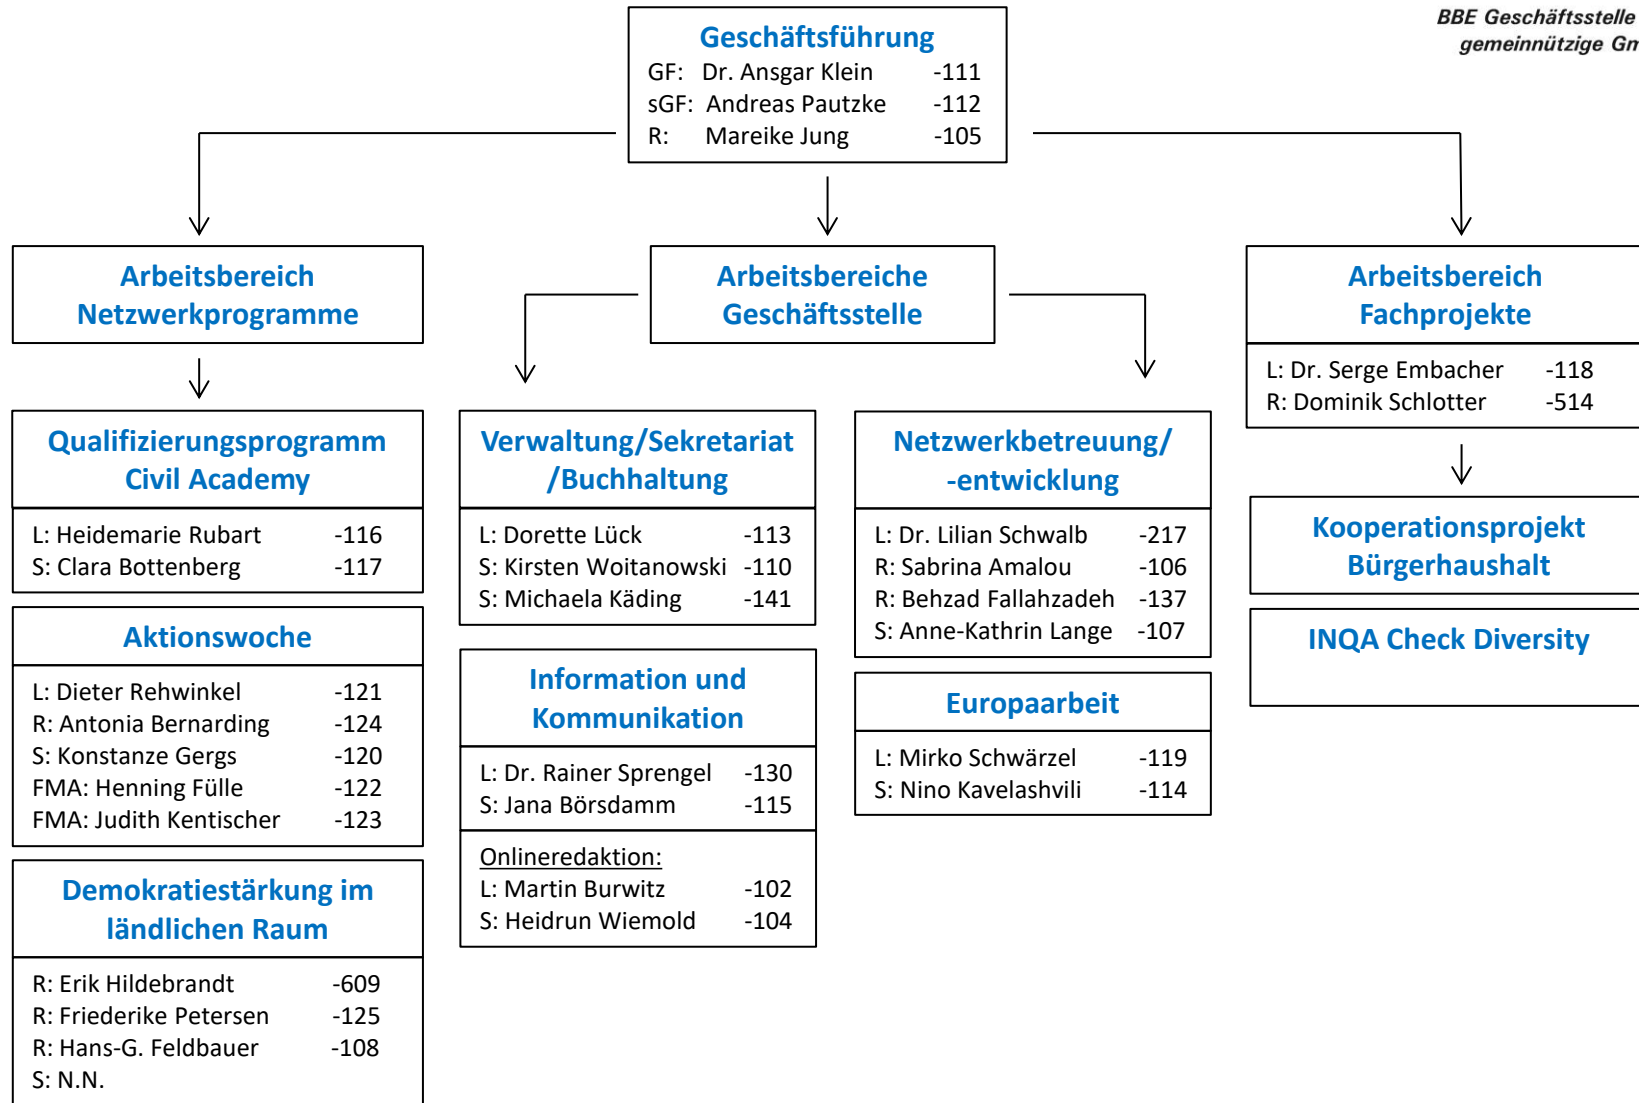 BBE Geschäftsstelle
gemeinnützige Gm
Geschäftsführung
GF: Dr. Ansgar Klein -111
sGF: Andreas Pautzke -112
R: Mareike Jung -105
Arbeitsbereich
Netzwerkprogramme
Arbeitsbereiche
Geschäftsstelle
Arbeitsbereich
Fachprojekte
L: Dr. Serge Embacher -118
R: Dominik Schlotter -514
Qualifizierungsprogramm
Civil Academy
L: Heidemarie Rubart -116
S: Clara Bottenberg -117
Aktionswoche
L: Dieter Rehwinkel -121
R: Antonia Bernarding -124
S: Konstanze Gergs -120
FMA: Henning Fülle -122
FMA: Judith Kentischer -123
Demokratiestärkung im
ländlichen Raum
R: Erik Hildebrandt -609
R: Friederike Petersen -125
R: Hans-G. Feldbauer -108
S: N.N.
Verwaltung/Sekretariat
/Buchhaltung
L: Dorette Lück -113
S: Kirsten Woitanowski -110
S: Michaela Käding -141
Information und
Kommunikation
L: Dr. Rainer Sprengel -130
S: Jana Börsdamm -115
Onlineredaktion:
L: Martin Burwitz -102
S: Heidrun Wiemold -104
Netzwerkbetreuung/
-entwicklung
L: Dr. Lilian Schwalb -217
R: Sabrina Amalou -106
R: Behzad Fallahzadeh -137
S: Anne-Kathrin Lange -107
Europaarbeit
L: Mirko Schwärzel -119
S: Nino Kavelashvili -114
Kooperationsprojekt
Bürgerhaushalt
INQA Check Diversity